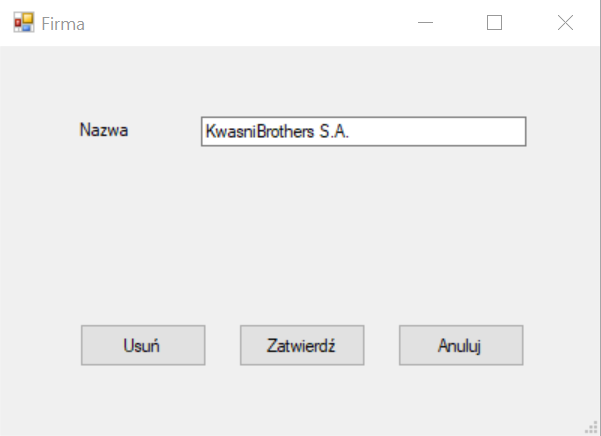 Firma
Nazwa KwasniBrothers S.A.
Usuń Zatwierdź Anuluj